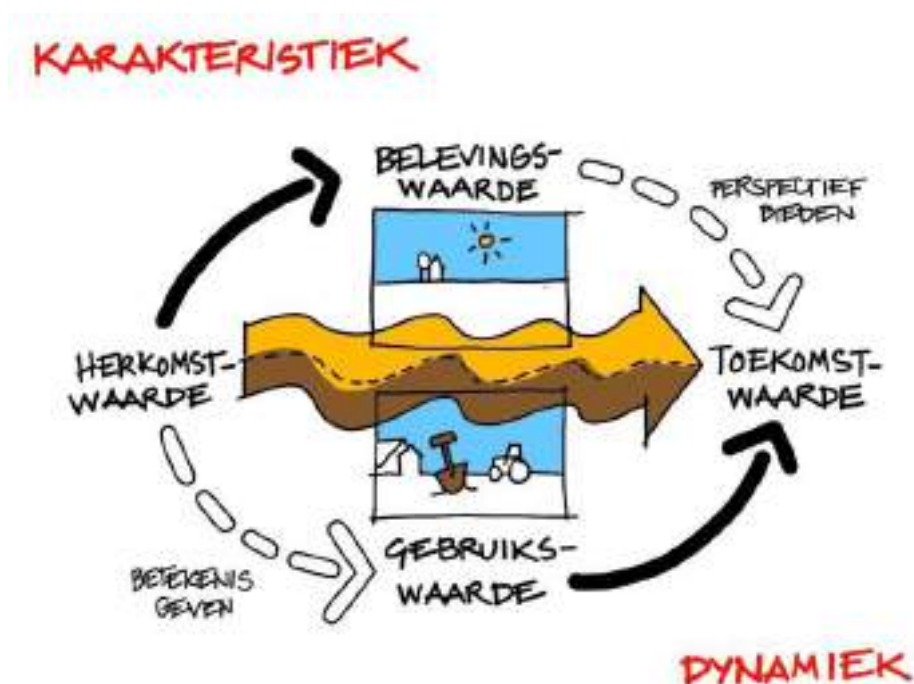 KARAKTERISTIEK
BELEVINGS-
WAARDE
PERSPECTIEF
BIEDEN
HERKOMST-
WAARDE
TOEKOMST-
WAARDE
BETEKENIS
GEVEN
GEBRUIKS-
WAARDE
DYNAMIEK